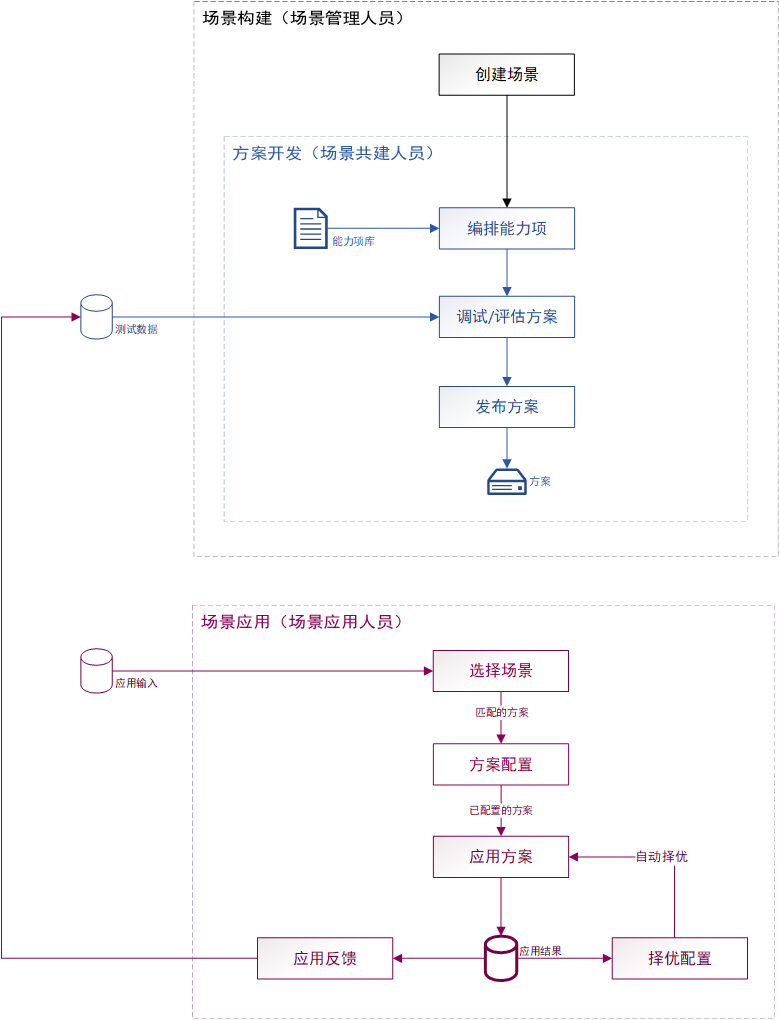 场景构建（场景管理人员）
创建场景
方案开发（场景共建人员）
编排能力项
能力项库
调试/评估方案
测试数据
发布方案
方案
场景应用（场景应用人员）
选择场景
应用输入
匹配的方案
方案配置
已配置的方案
应用方案
自动择优
应用结果
应用反馈
择优配置